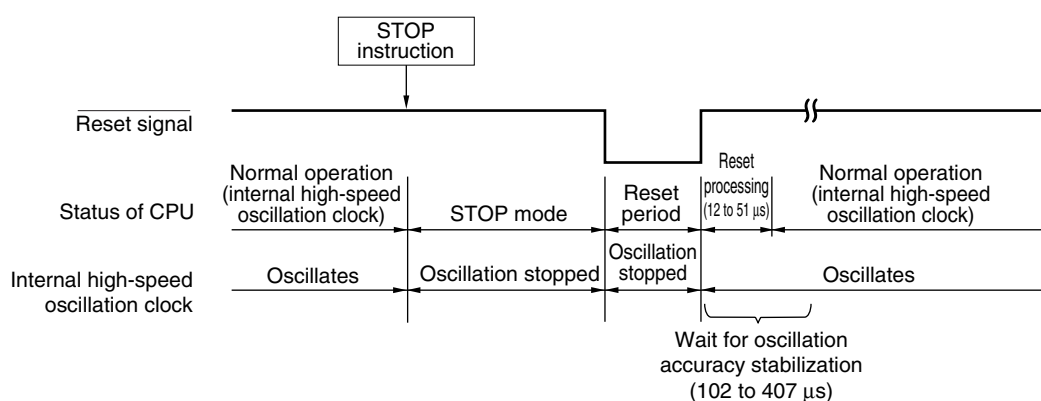 STOP
instruction
Reset signal
Status of CPU
Normal operation
(internal high-speed
oscillation clock)
STOP mode
Reset
period
Reset
processing
(12 to 51 μs)
Normal operation
(internal high-speed
oscillation clock)
Internal high-speed
oscillation clock
Oscillates
Oscillation stopped
Oscillation
stopped
Oscillates
Wait for oscillation
accuracy stabilization
(102 to 407 μs)